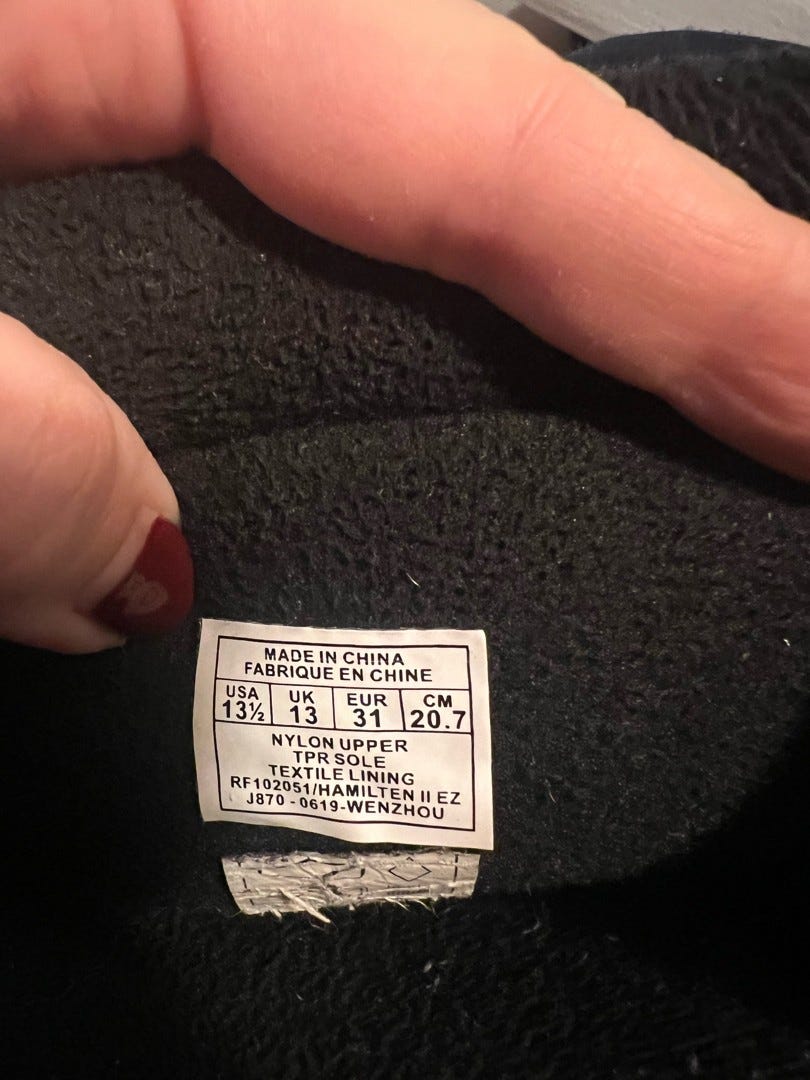 MADE IN CHINA
FABRIQUE EN CHINE
USA UK EUR CM
13½ 13 31 20.7
NYLON UPPER
TPR SOLE
TEXTILE LINING
RF102051/HAMILTEN II EZ
J870 - 0619-WENZHOU